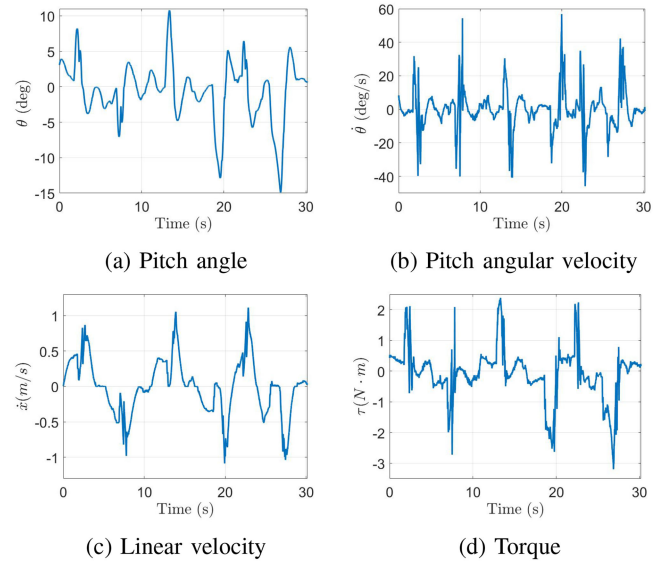 10
5
0
-5
-10
-15
θ (deg)
0 10 20 30
Time (s)
(a) Pitch angle
60
40
20
0
-20
-40
θ̇ (deg/s)
0 10 20 30
Time (s)
(b) Pitch angular velocity
1
0.5
0
-0.5
-1
ẋ(m/s)
0 10 20 30
Time (s)
(c) Linear velocity
2
1
0
-1
-2
-3
τ(N · m)
0 10 20 30
Time (s)
(d) Torque